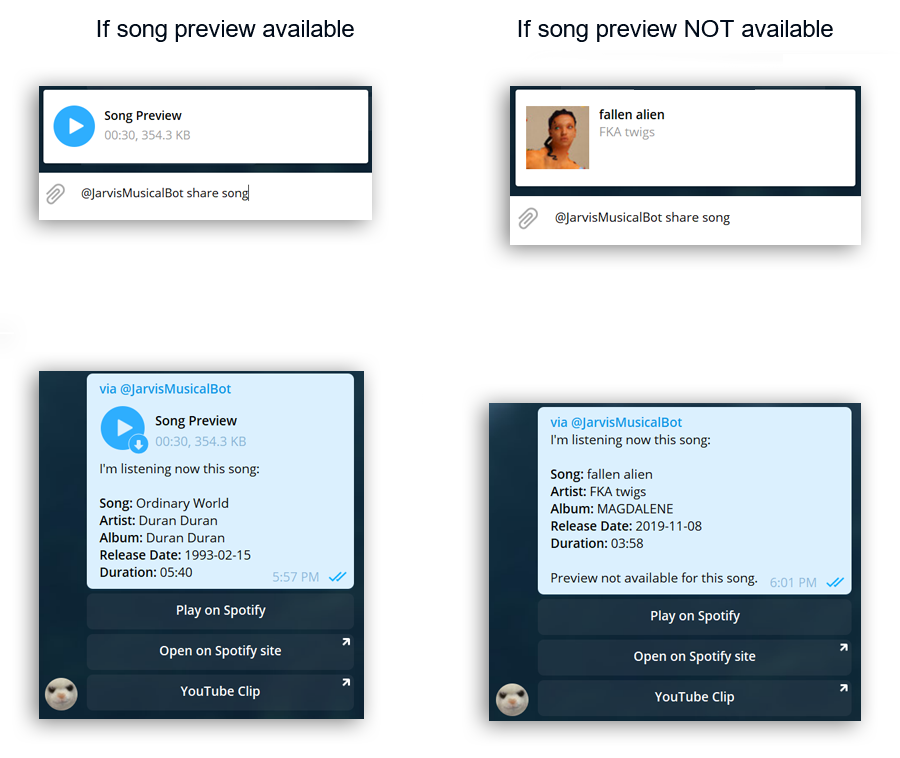 If song preview available
If song preview NOT available
Song Preview
00:30, 354.3 KB
@JarvisMusicalBot share song
fallen alien
FKA twigs
@JarvisMusicalBot share song
via @JarvisMusicalBot
Song Preview
00:30, 354.3 KB
I'm listening now this song:
Song: Ordinary World
Artist: Duran Duran
Album: Duran Duran
Release Date: 1993-02-15
Duration: 05:40
5:57 PM
Play on Spotify
Open on Spotify site
YouTube Clip
via @JarvisMusicalBot
I'm listening now this song:
Song: fallen alien
Artist: FKA twigs
Album: MAGDALENE
Release Date: 2019-11-08
Duration: 03:58
Preview not available for this song.
6:01 PM
Play on Spotify
Open on Spotify site
YouTube Clip